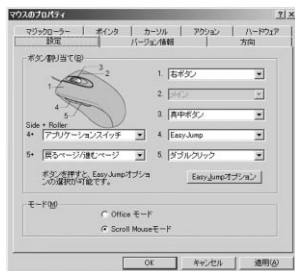 マウスのプロパティ
マジックローラー ポインタ カーソル アクション ハードウェア
設定 バージョン情報 方向
ボタン割り当て(B)
3
2
1
4
5
1. 右ボタン
2. メイン
3. 真中ボタン
Side + Roller
4+ アプリケーションスイッチ 4. EasyJump
5+ 戻るページ/進むページ 5. ダブルクリック
ボタンを押すと、EasyJumpオプションの選択が可能です。
EasyJumpオプション
モード(M)
Office モード
Scroll Mouseモード
OK キャンセル 適用(A)